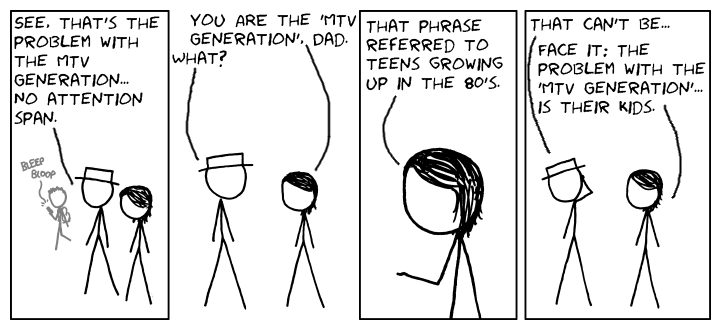 SEE, THAT'S THE
PROBLEM WITH
THE MTV
GENERATION...
NO ATTENTION
SPAN.
BLEEP
BLOOP
YOU ARE THE 'MTV
GENERATION', DAD.
WHAT?
THAT PHRASE
REFERRED TO
TEENS GROWING
UP IN THE 80'S.
THAT CAN'T BE...
FACE IT: THE
PROBLEM WITH THE
'MTV GENERATION'...
IS THEIR KIDS.